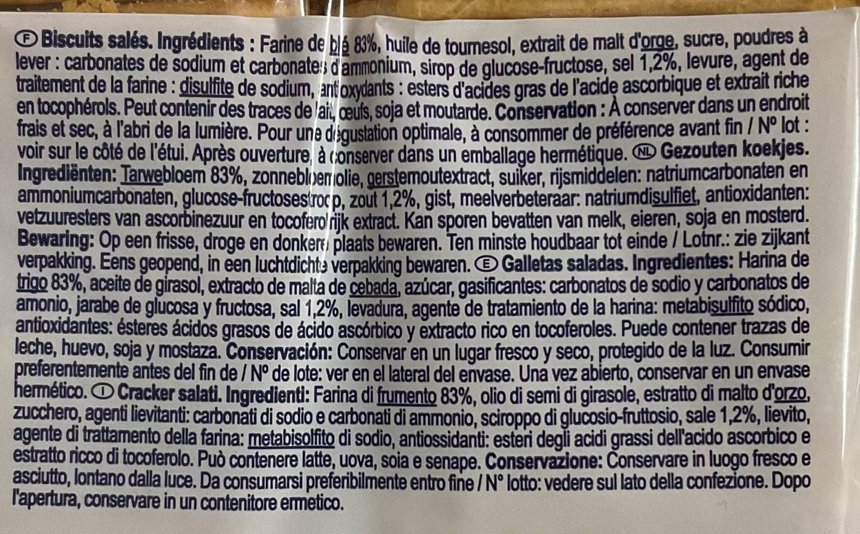 Ⓕ Biscuits salés. Ingrédients : Farine de blé 83%, huile de tournesol, extrait de malt d'orge, sucre, poudres à
lever : carbonates de sodium et carbonates d'ammonium, sirop de glucose-fructose, sel 1,2%, levure, agent de
traitement de la farine : disulfite de sodium, antioxydants : esters d'acides gras de l'acide ascorbique et extrait riche
en tocophérols. Peut contenir des traces de lait, œufs, soja et moutarde. Conservation : À conserver dans un endroit
frais et sec, à l'abri de la lumière. Pour une dégustation optimale, à consommer de préférence avant fin / N° lot :
voir sur le côté de l'étui. Après ouverture, à conserver dans un emballage hermétique. ⓃⓁ Gezouten koekjes.
Ingrediënten: Tarwebloem 83%, zonnebloemolie, gerstemoutextract, suiker, rijsmiddelen: natriumcarbonaten en
ammoniumcarbonaten, glucose-fructosestroop, zout 1,2%, gist, meelverbeteraar: natriumdisulfiet, antioxidanten:
vetzuuresters van ascorbinezuur en tocoferolrijk extract. Kan sporen bevatten van melk, eieren, soja en mosterd.
Bewaring: Op een frisse, droge en donkere plaats bewaren. Ten minste houdbaar tot einde / Lotnr.: zie zijkant
verpakking. Eens geopend, in een luchtdichte verpakking bewaren. Ⓔ Galletas saladas. Ingredientes: Harina de
trigo 83%, aceite de girasol, extracto de malta de cebada, azúcar, gasificantes: carbonatos de sodio y carbonatos de
amonio, jarabe de glucosa y fructosa, sal 1,2%, levadura, agente de tratamiento de la harina: metabisulfito sódico,
antioxidantes: ésteres ácidos grasos de ácido ascórbico y extracto rico en tocoferoles. Puede contener trazas de
leche, huevo, soja y mostaza. Conservación: Conservar en un lugar fresco y seco, protegido de la luz. Consumir
preferentemente antes del fin de / N° de lote: ver en el lateral del envase. Una vez abierto, conservar en un envase
hermético. Ⓘ Cracker salati. Ingredienti: Farina di frumento 83%, olio di semi di girasole, estratto di malto d'orzo,
zucchero, agenti lievitanti: carbonati di sodio e carbonati di ammonio, sciroppo di glucosio-fruttosio, sale 1,2%, lievito,
agente di trattamento della farina: metabisolfito di sodio, antiossidanti: esteri degli acidi grassi dell'acido ascorbico e
estratto ricco di tocoferolo. Può contenere latte, uova, soia e senape. Conservazione: Conservare in luogo fresco e
asciutto, lontano dalla luce. Da consumarsi preferibilmente entro fine / N° lotto: vedere sul lato della confezione. Dopo
l'apertura, conservare in un contenitore ermetico.